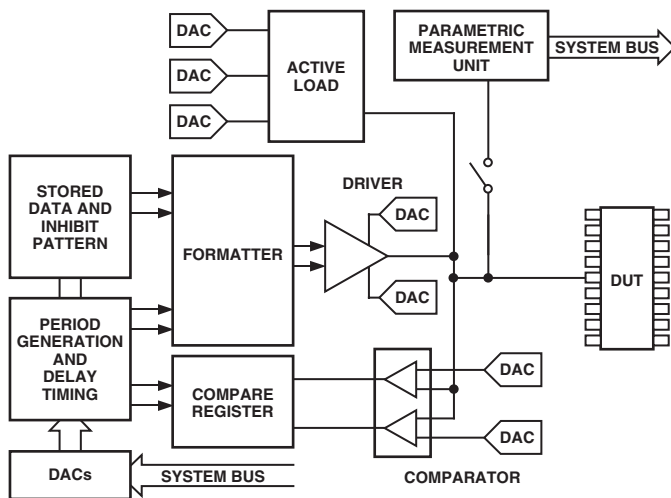 DAC
DAC
DAC
ACTIVE
LOAD
PARAMETRIC
MEASUREMENT
UNIT
SYSTEM BUS
STORED
DATA AND
INHIBIT
PATTERN
FORMATTER
DRIVER
DAC
DAC
DUT
PERIOD
GENERATION
AND
DELAY
TIMING
COMPARE
REGISTER
DAC
DAC
COMPARATOR
DACs
SYSTEM BUS